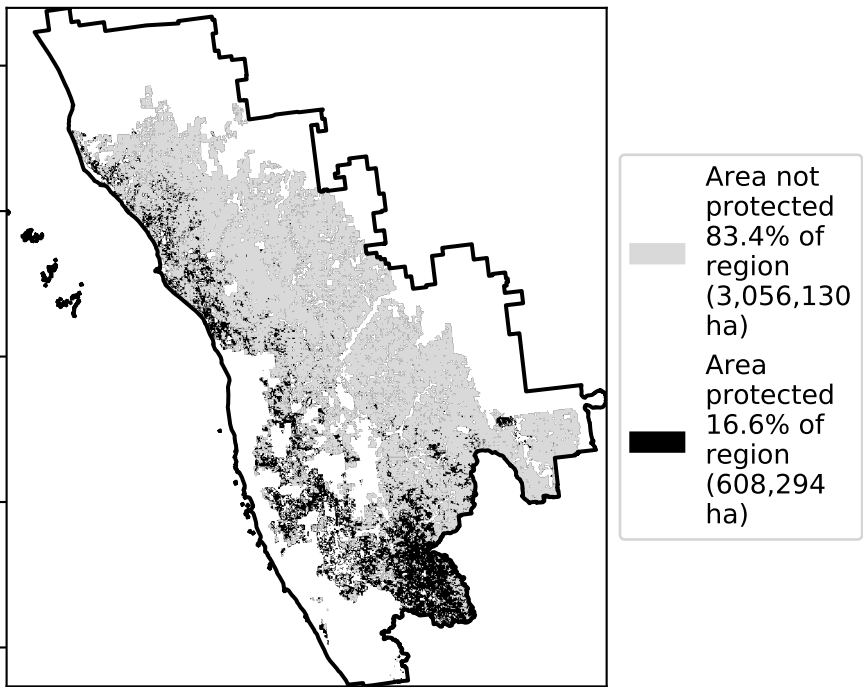 Area not
protected
83.4% of
region
(3,056,130
ha)
Area
protected
16.6% of
region
(608,294
ha)